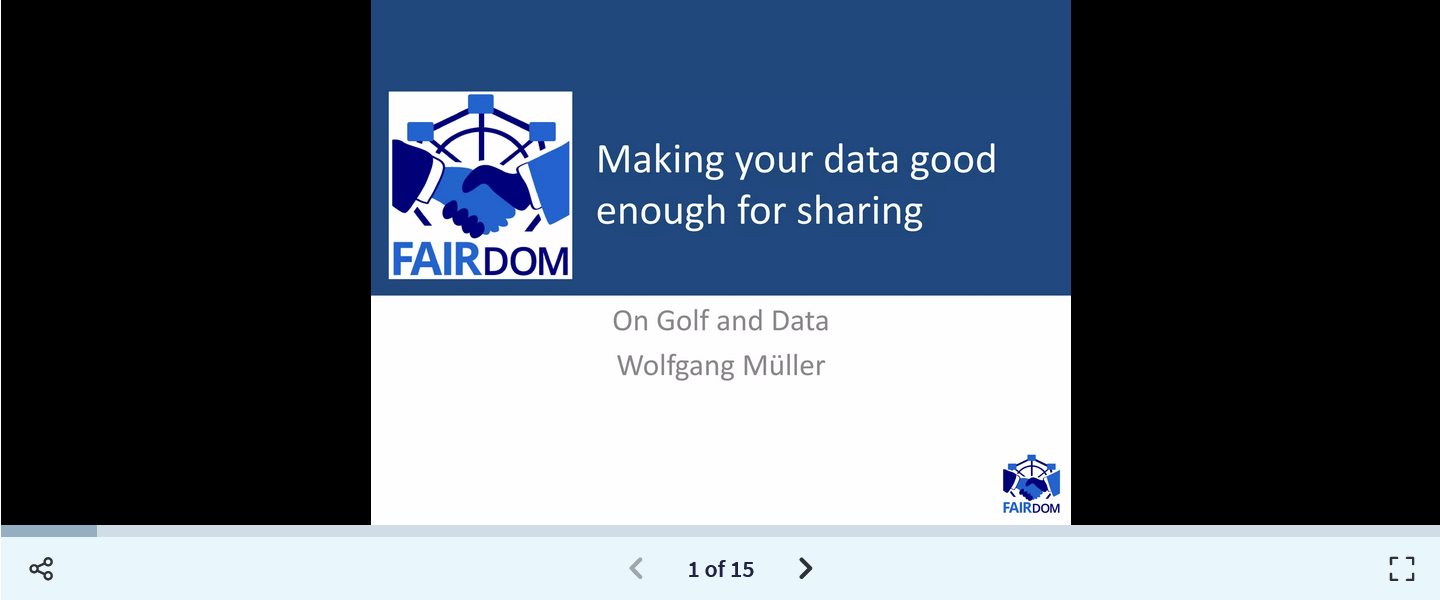 Making your data good
enough for sharing
FAIRDOM
On Golf and Data
Wolfgang Müller
FAIRDOM
1 of 15